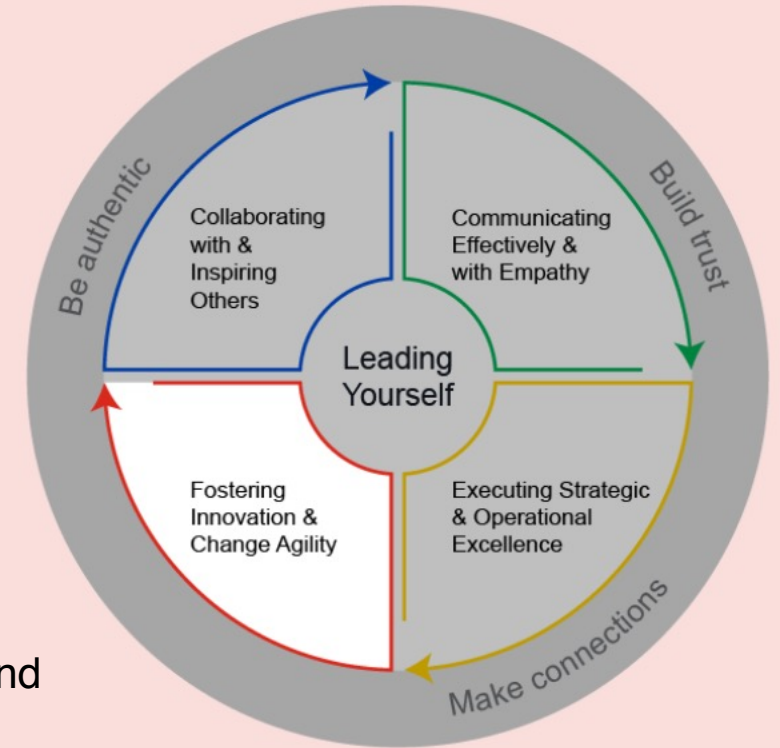 Be authentic
Build trust
Make connections
Collaborating
with &
Inspiring
Others
Communicating
Effectively &
with Empathy
Leading
Yourself
Fostering
Innovation &
Change Agility
Executing Strategic
& Operational
Excellence